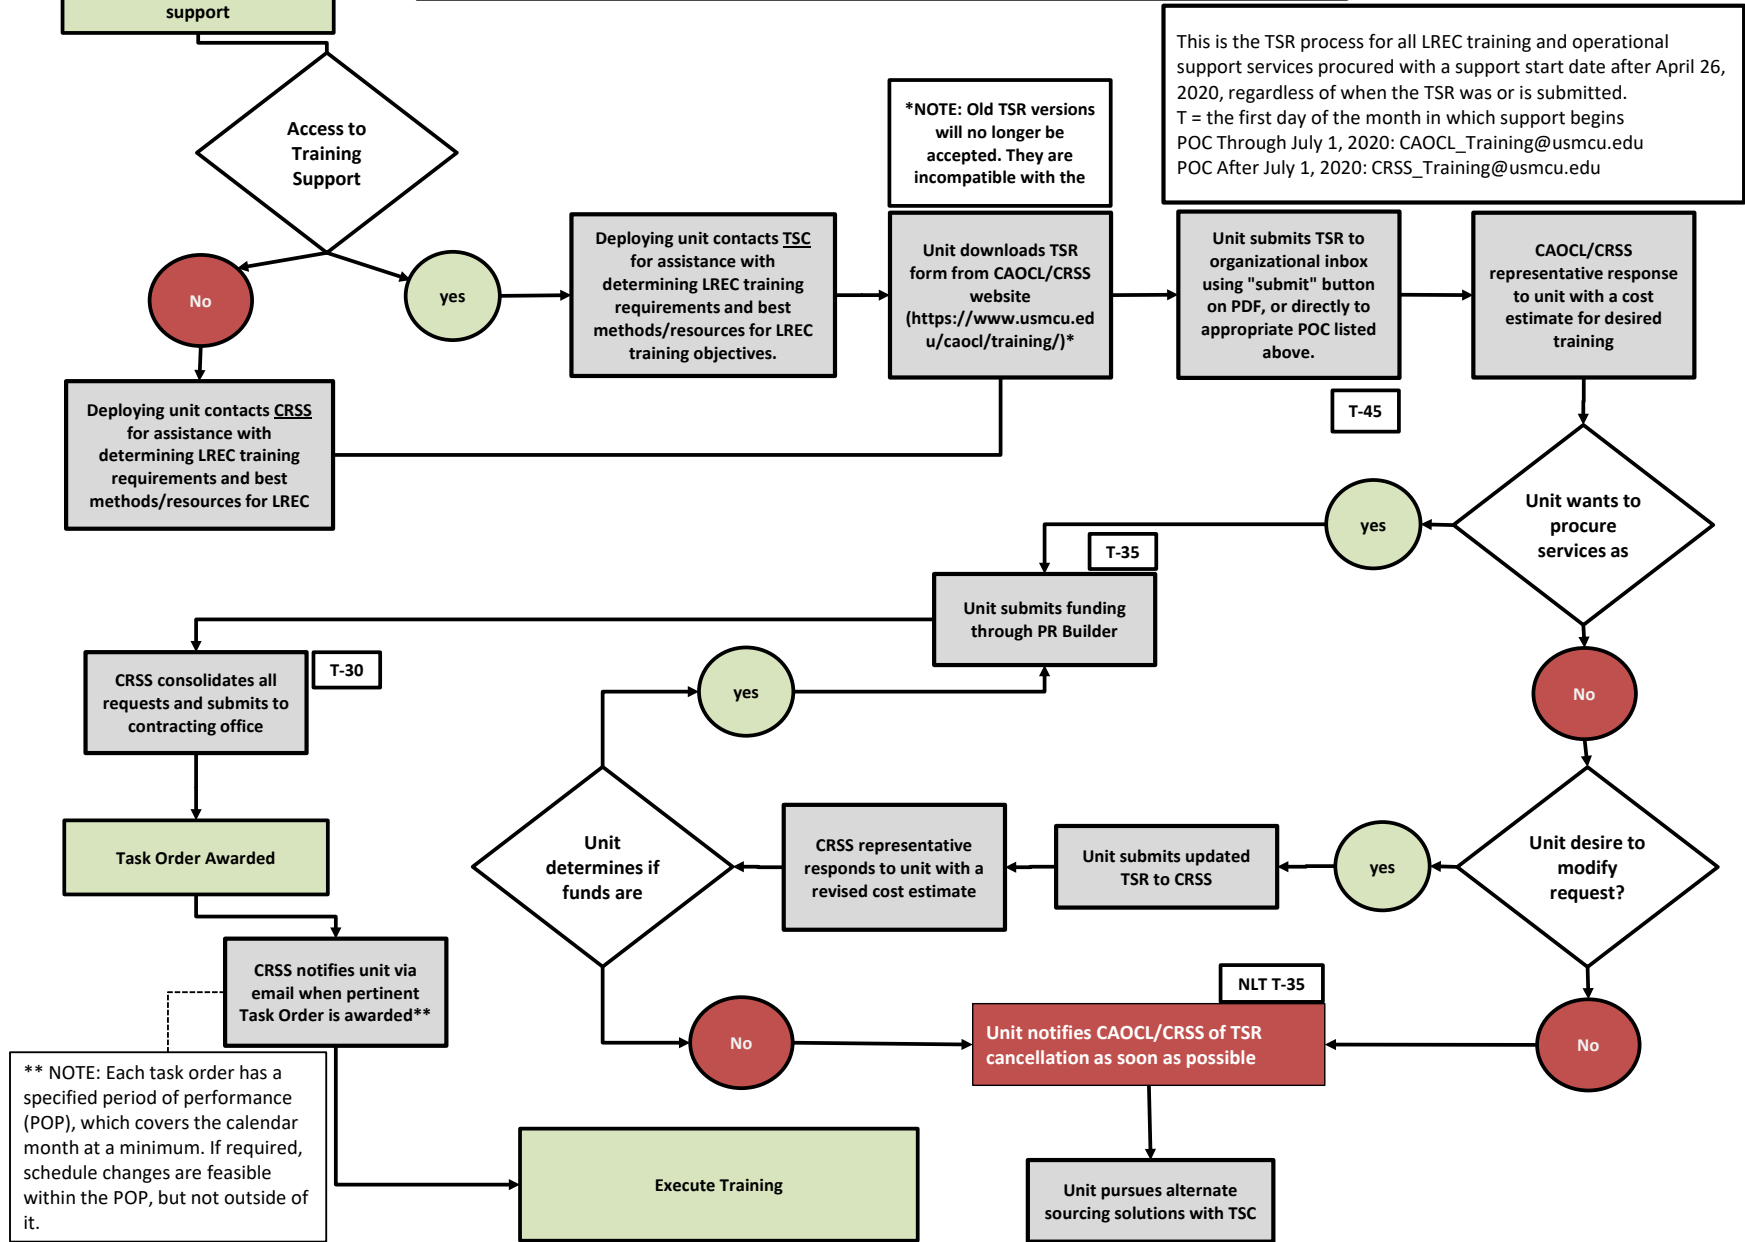 support
This is the TSR process for all LREC training and operational
support services procured with a support start date after April 26,
2020, regardless of when the TSR was or is submitted.
T = the first day of the month in which support begins
POC Through July 1, 2020: CAOCL_Training@usmcu.edu
POC After July 1, 2020: CRSS_Training@usmcu.edu
Access to
Training
Support
*NOTE: Old TSR versions
will no longer be
accepted. They are
incompatible with the
No
yes
Deploying unit contacts TSC
for assistance with
determining LREC training
requirements and best
methods/resources for LREC
training objectives.
Unit downloads TSR
form from CAOCL/CRSS
website
(https://www.usmcu.ed
u/caocl/training/)*
Unit submits TSR to
organizational inbox
using "submit" button
on PDF, or directly to
appropriate POC listed
above.
CAOCL/CRSS
representative response
to unit with a cost
estimate for desired
training
T-45
Deploying unit contacts CRSS
for assistance with
determining LREC training
requirements and best
methods/resources for LREC
Unit wants to
procure
services as
yes
T-35
Unit submits funding
through PR Builder
T-30
CRSS consolidates all
requests and submits to
contracting office
yes
No
Task Order Awarded
Unit
determines if
funds are
CRSS representative
responds to unit with a
revised cost estimate
Unit submits updated
TSR to CRSS
yes
Unit desire to
modify
request?
CRSS notifies unit via
email when pertinent
Task Order is awarded**
NLT T-35
No
Unit notifies CAOCL/CRSS of TSR
cancellation as soon as possible
No
** NOTE: Each task order has a
specified period of performance
(POP), which covers the calendar
month at a minimum. If required,
schedule changes are feasible
within the POP, but not outside of
it.
Execute Training
Unit pursues alternate
sourcing solutions with TSC